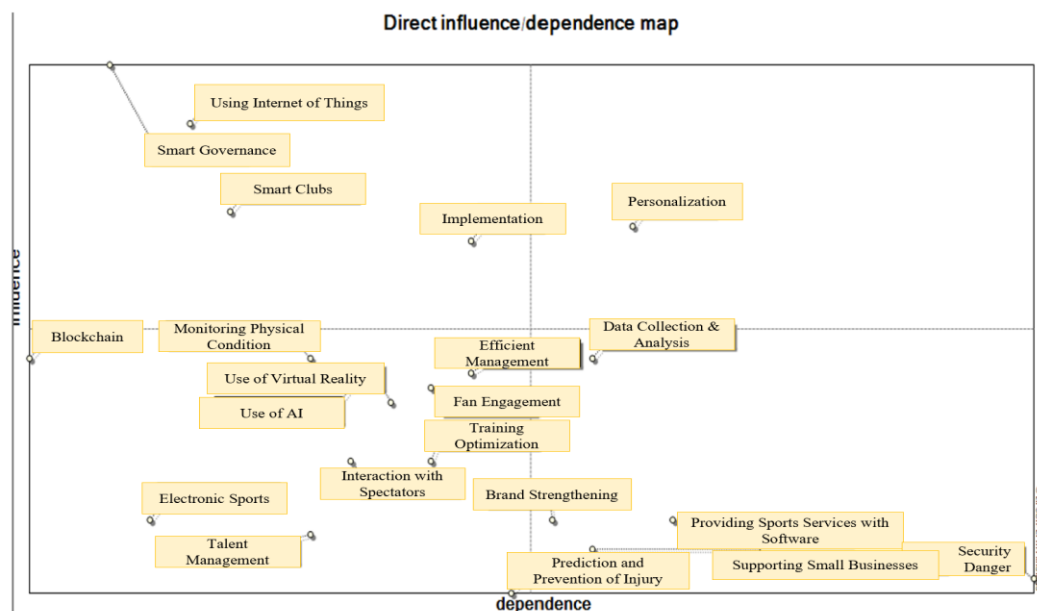 Direct influence/dependence map
Using Internet of Things
Smart Governance
Smart Clubs
Personalization
Implementation
influence
Blockchain
Monitoring Physical
Condition
Efficient
Management
Data Collection &
Analysis
Use of Virtual Reality
Use of AI
Fan Engagement
Training
Optimization
Interaction with
Spectators
Electronic Sports
Brand Strengthening
Talent
Management
Providing Sports Services with
Software
Prediction and
Prevention of Injury
Supporting Small Businesses
Security
Danger
dependence